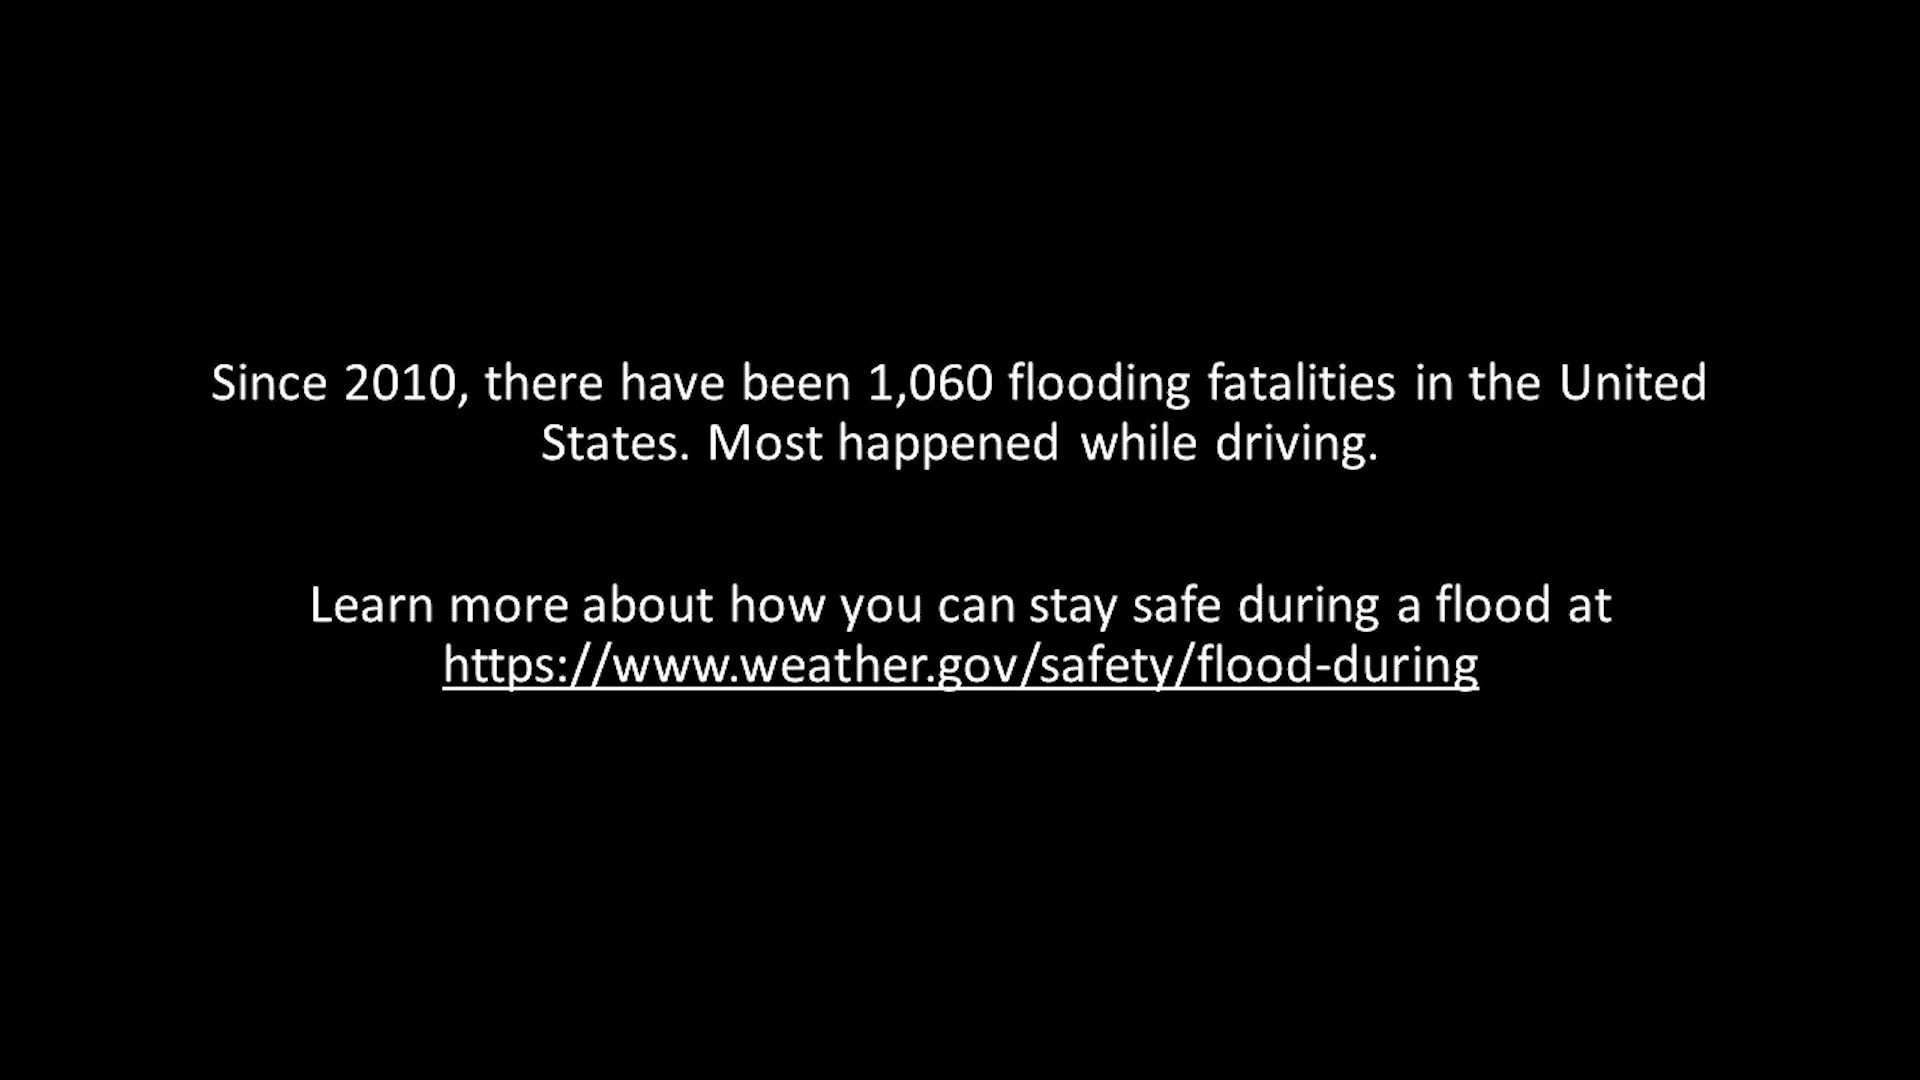 Since 2010, there have been 1,060 flooding fatalities in the United
States. Most happened while driving.
Learn more about how you can stay safe during a flood at
https://www.weather.gov/safety/flood-during